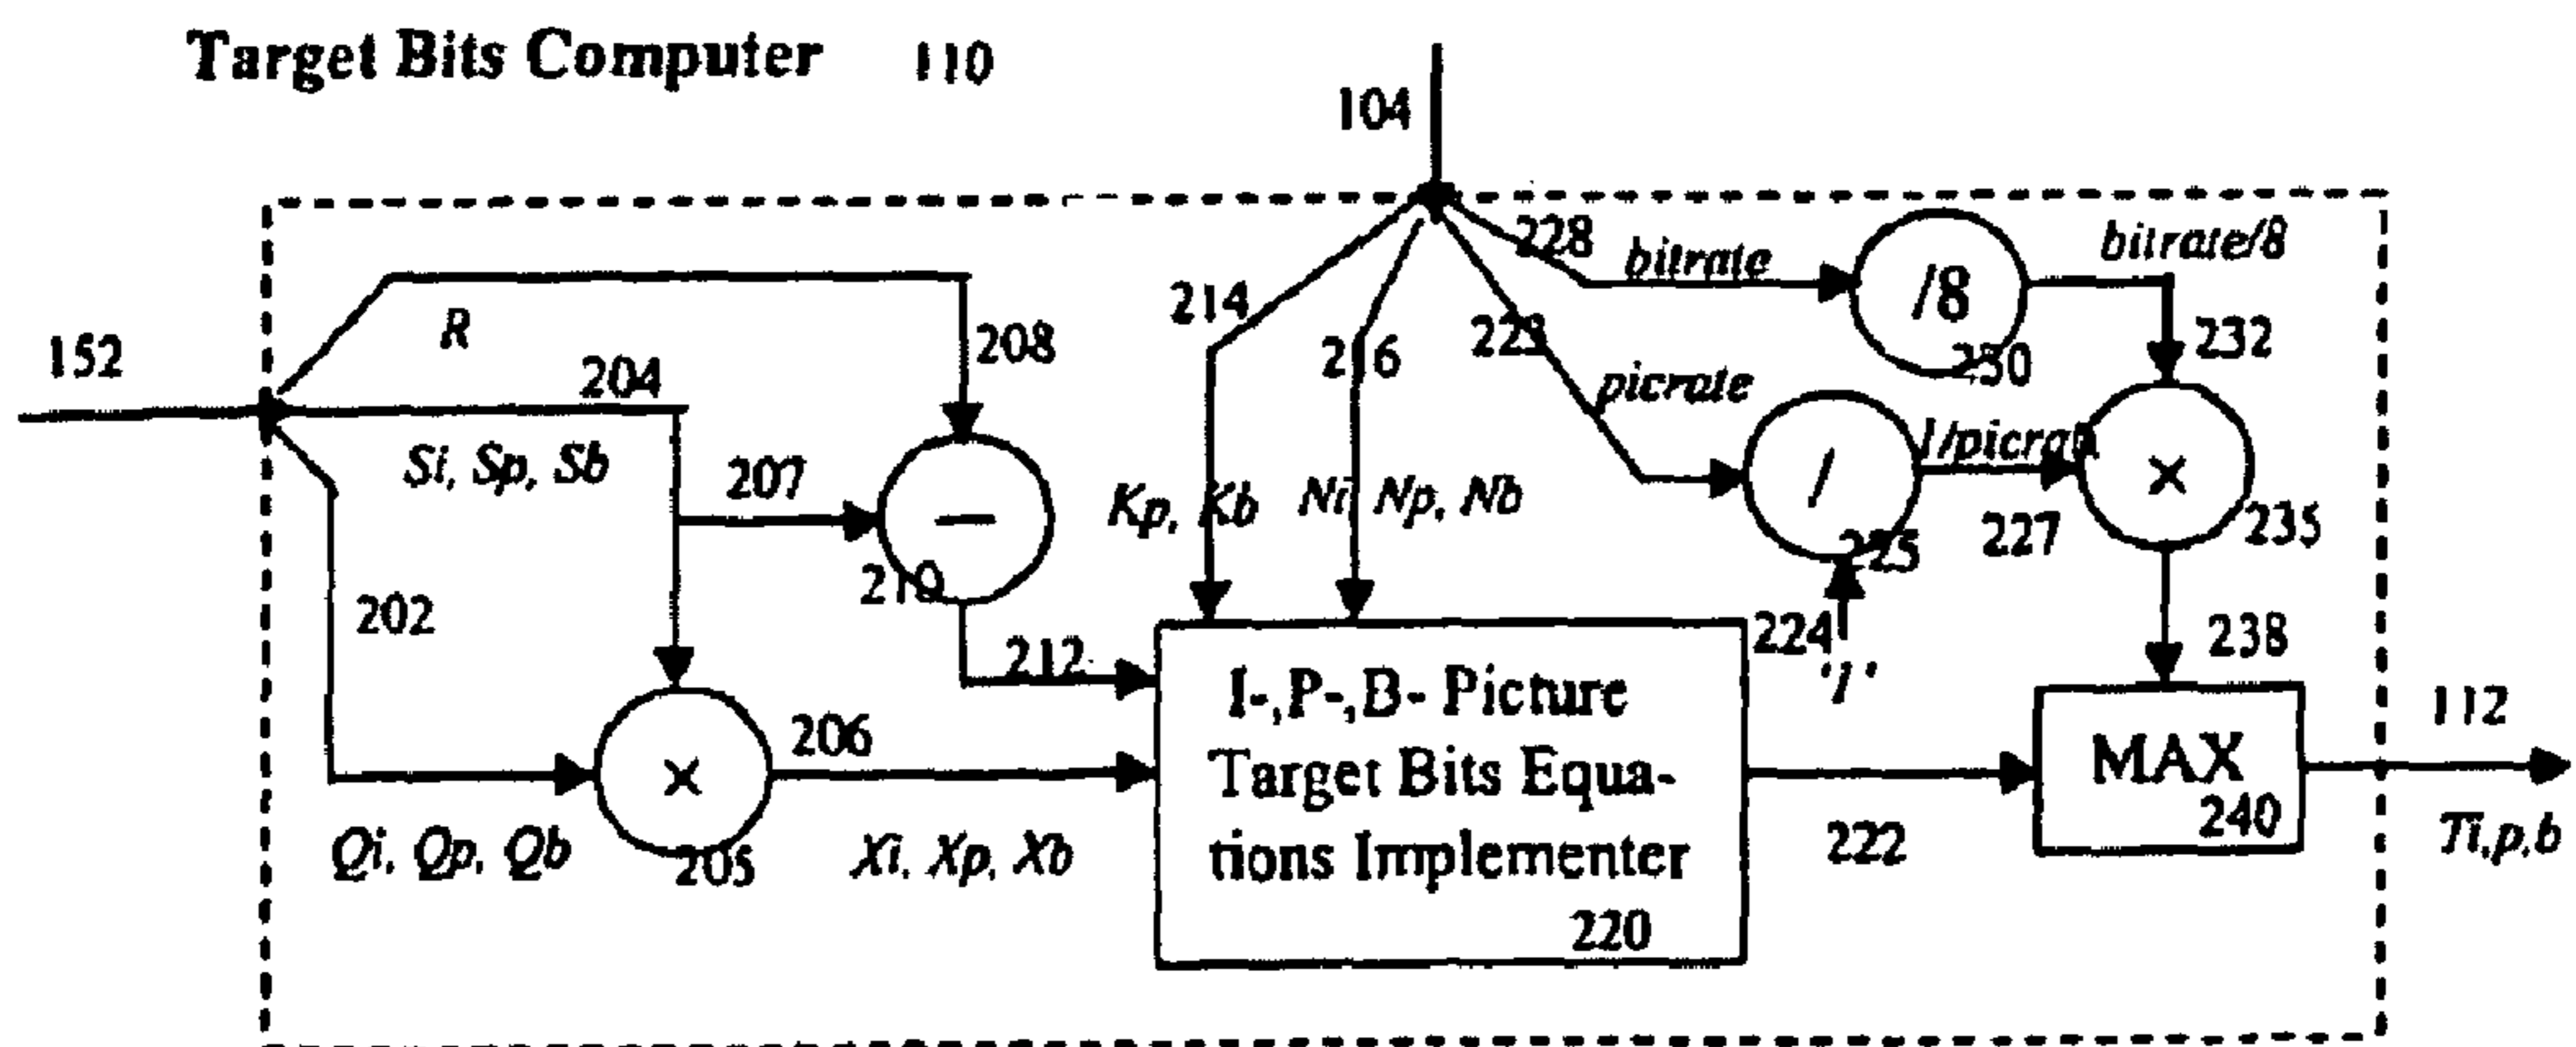 Target Bits Computer 110
104
152
R
204
Si, Sp, Sb
207
208
210
202
212
206
205
Qi, Qp, Qb
Xi, Xp, Xb
214
216
223
228
bitrate
/8
230
bitrate/8
232
picrate
/
225
1/picrate
227
×
235
Kp, Kb
Ni, Np, Nb
−
×
224
'1'
238
I-,P-,B- Picture
Target Bits Equa-
tions Implementer
220
222
MAX
240
112
Ti,p,b